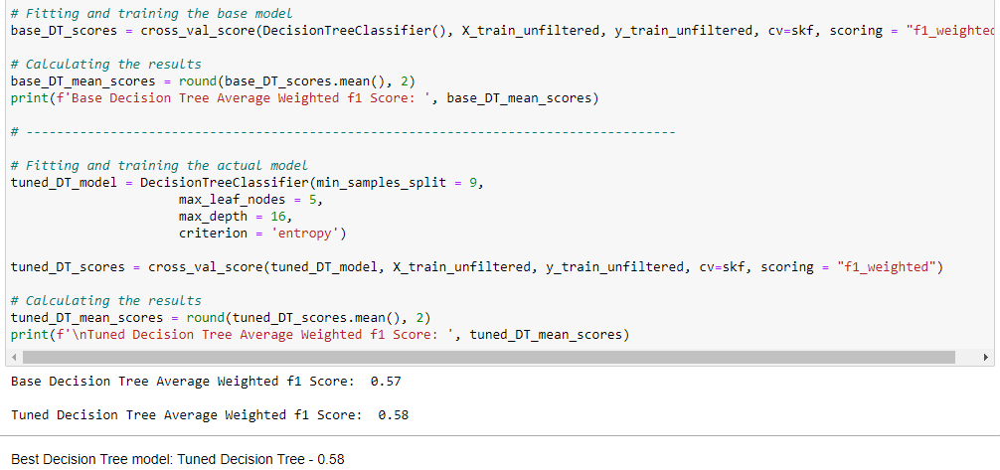 # Fitting and training the base model
base_DT_scores = cross_val_score(DecisionTreeClassifier(), X_train_unfiltered, y_train_unfiltered, cv=skf, scoring = "f1_weighted
# Calculating the results
base_DT_mean_scores = round(base_DT_scores.mean(), 2)
print(f'Base Decision Tree Average Weighted f1 Score: ', base_DT_mean_scores)
# -------------------------------------------------------------------------------------
# Fitting and training the actual model
tuned_DT_model = DecisionTreeClassifier(min_samples_split = 9,
max_leaf_nodes = 5,
max_depth = 16,
criterion = 'entropy')
tuned_DT_scores = cross_val_score(tuned_DT_model, X_train_unfiltered, y_train_unfiltered, cv=skf, scoring = "f1_weighted")
# Calculating the results
tuned_DT_mean_scores = round(tuned_DT_scores.mean(), 2)
print(f'\nTuned Decision Tree Average Weighted f1 Score: ', tuned_DT_mean_scores)
Base Decision Tree Average Weighted f1 Score:  0.57
Tuned Decision Tree Average Weighted f1 Score:  0.58
Best Decision Tree model: Tuned Decision Tree - 0.58